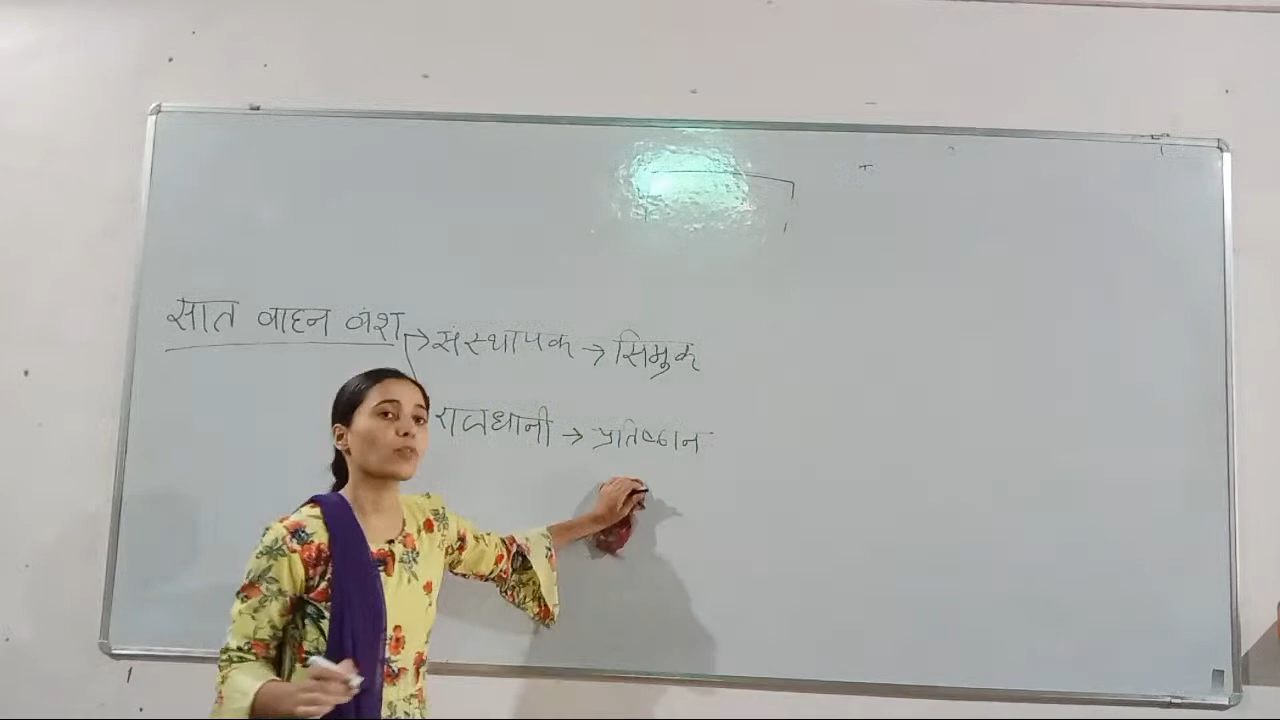 सात वाहन वंश → संस्थापक → सिमुक
राजधानी → प्रतिष्ठान